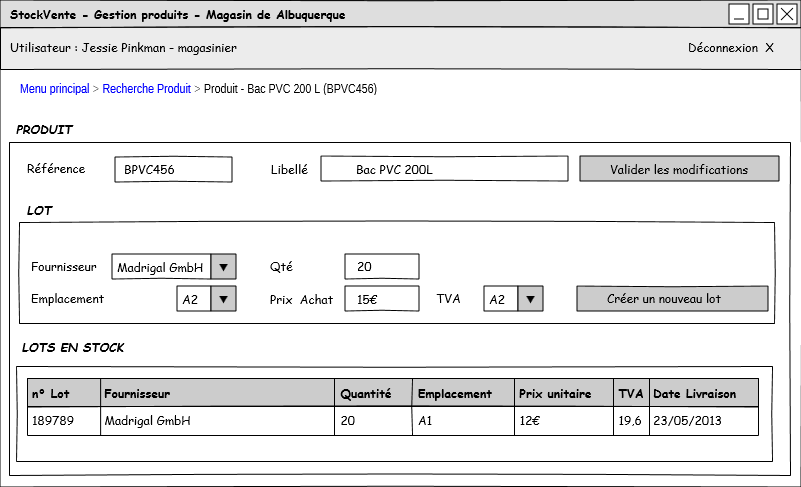 StockVente - Gestion produits - Magasin de Albuquerque
Utilisateur : Jessie Pinkman - magasinier Déconnexion X
Menu principal > Recherche Produit > Produit - Bac PVC 200 L (BPVC456)
PRODUIT
Référence BPVC456 Libellé Bac PVC 200L Valider les modifications
LOT
Fournisseur Madrigal GmbH Qté 20
Emplacement A2 Prix Achat 15€ TVA A2 Créer un nouveau lot
LOTS EN STOCK
n° Lot Fournisseur Quantité Emplacement Prix unitaire TVA Date Livraison
189789 Madrigal GmbH 20 A1 12€ 19,6 23/05/2013